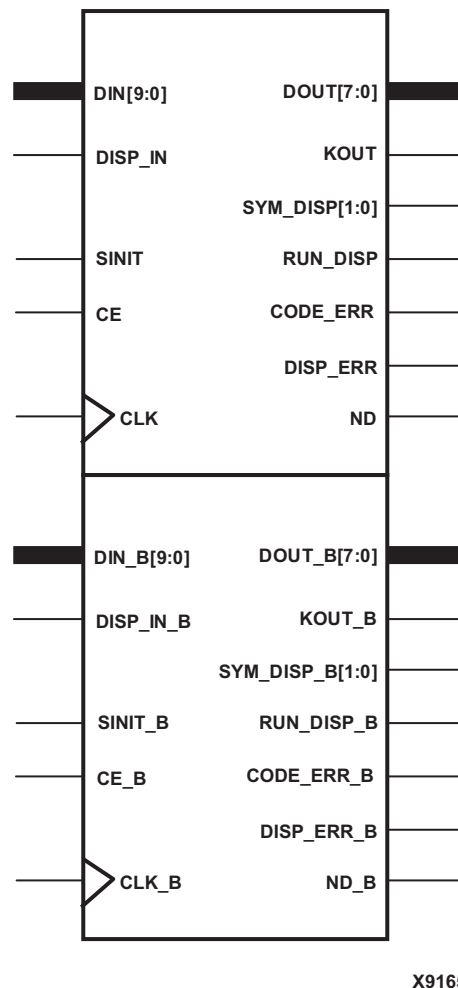 DIN[9:0] DOUT[7:0]
DISP_IN KOUT
SYM_DISP[1:0]
SINIT RUN_DISP
CE CODE_ERR
DISP_ERR
CLK ND
DIN_B[9:0] DOUT_B[7:0]
DISP_IN_B KOUT_B
SYM_DISP_B[1:0]
SINIT_B RUN_DISP_B
CE_B CODE_ERR_B
DISP_ERR_B
CLK_B ND_B
X9165